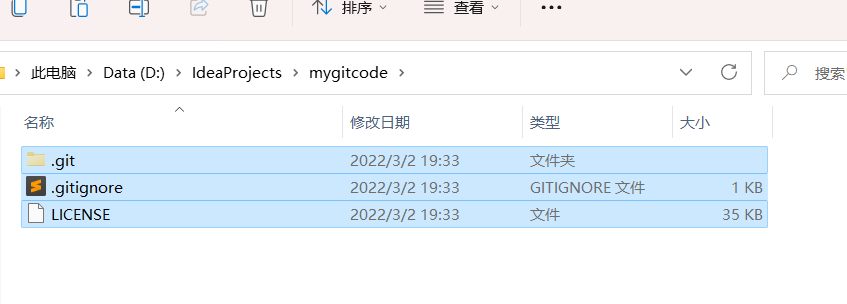 排序 查看
此电脑 Data (D:) IdeaProjects mygitcode 搜索
名称 修改日期 类型 大小
.git 2022/3/2 19:33 文件夹
.gitignore 2022/3/2 19:33 GITIGNORE 文件 1 KB
LICENSE 2022/3/2 19:33 文件 35 KB